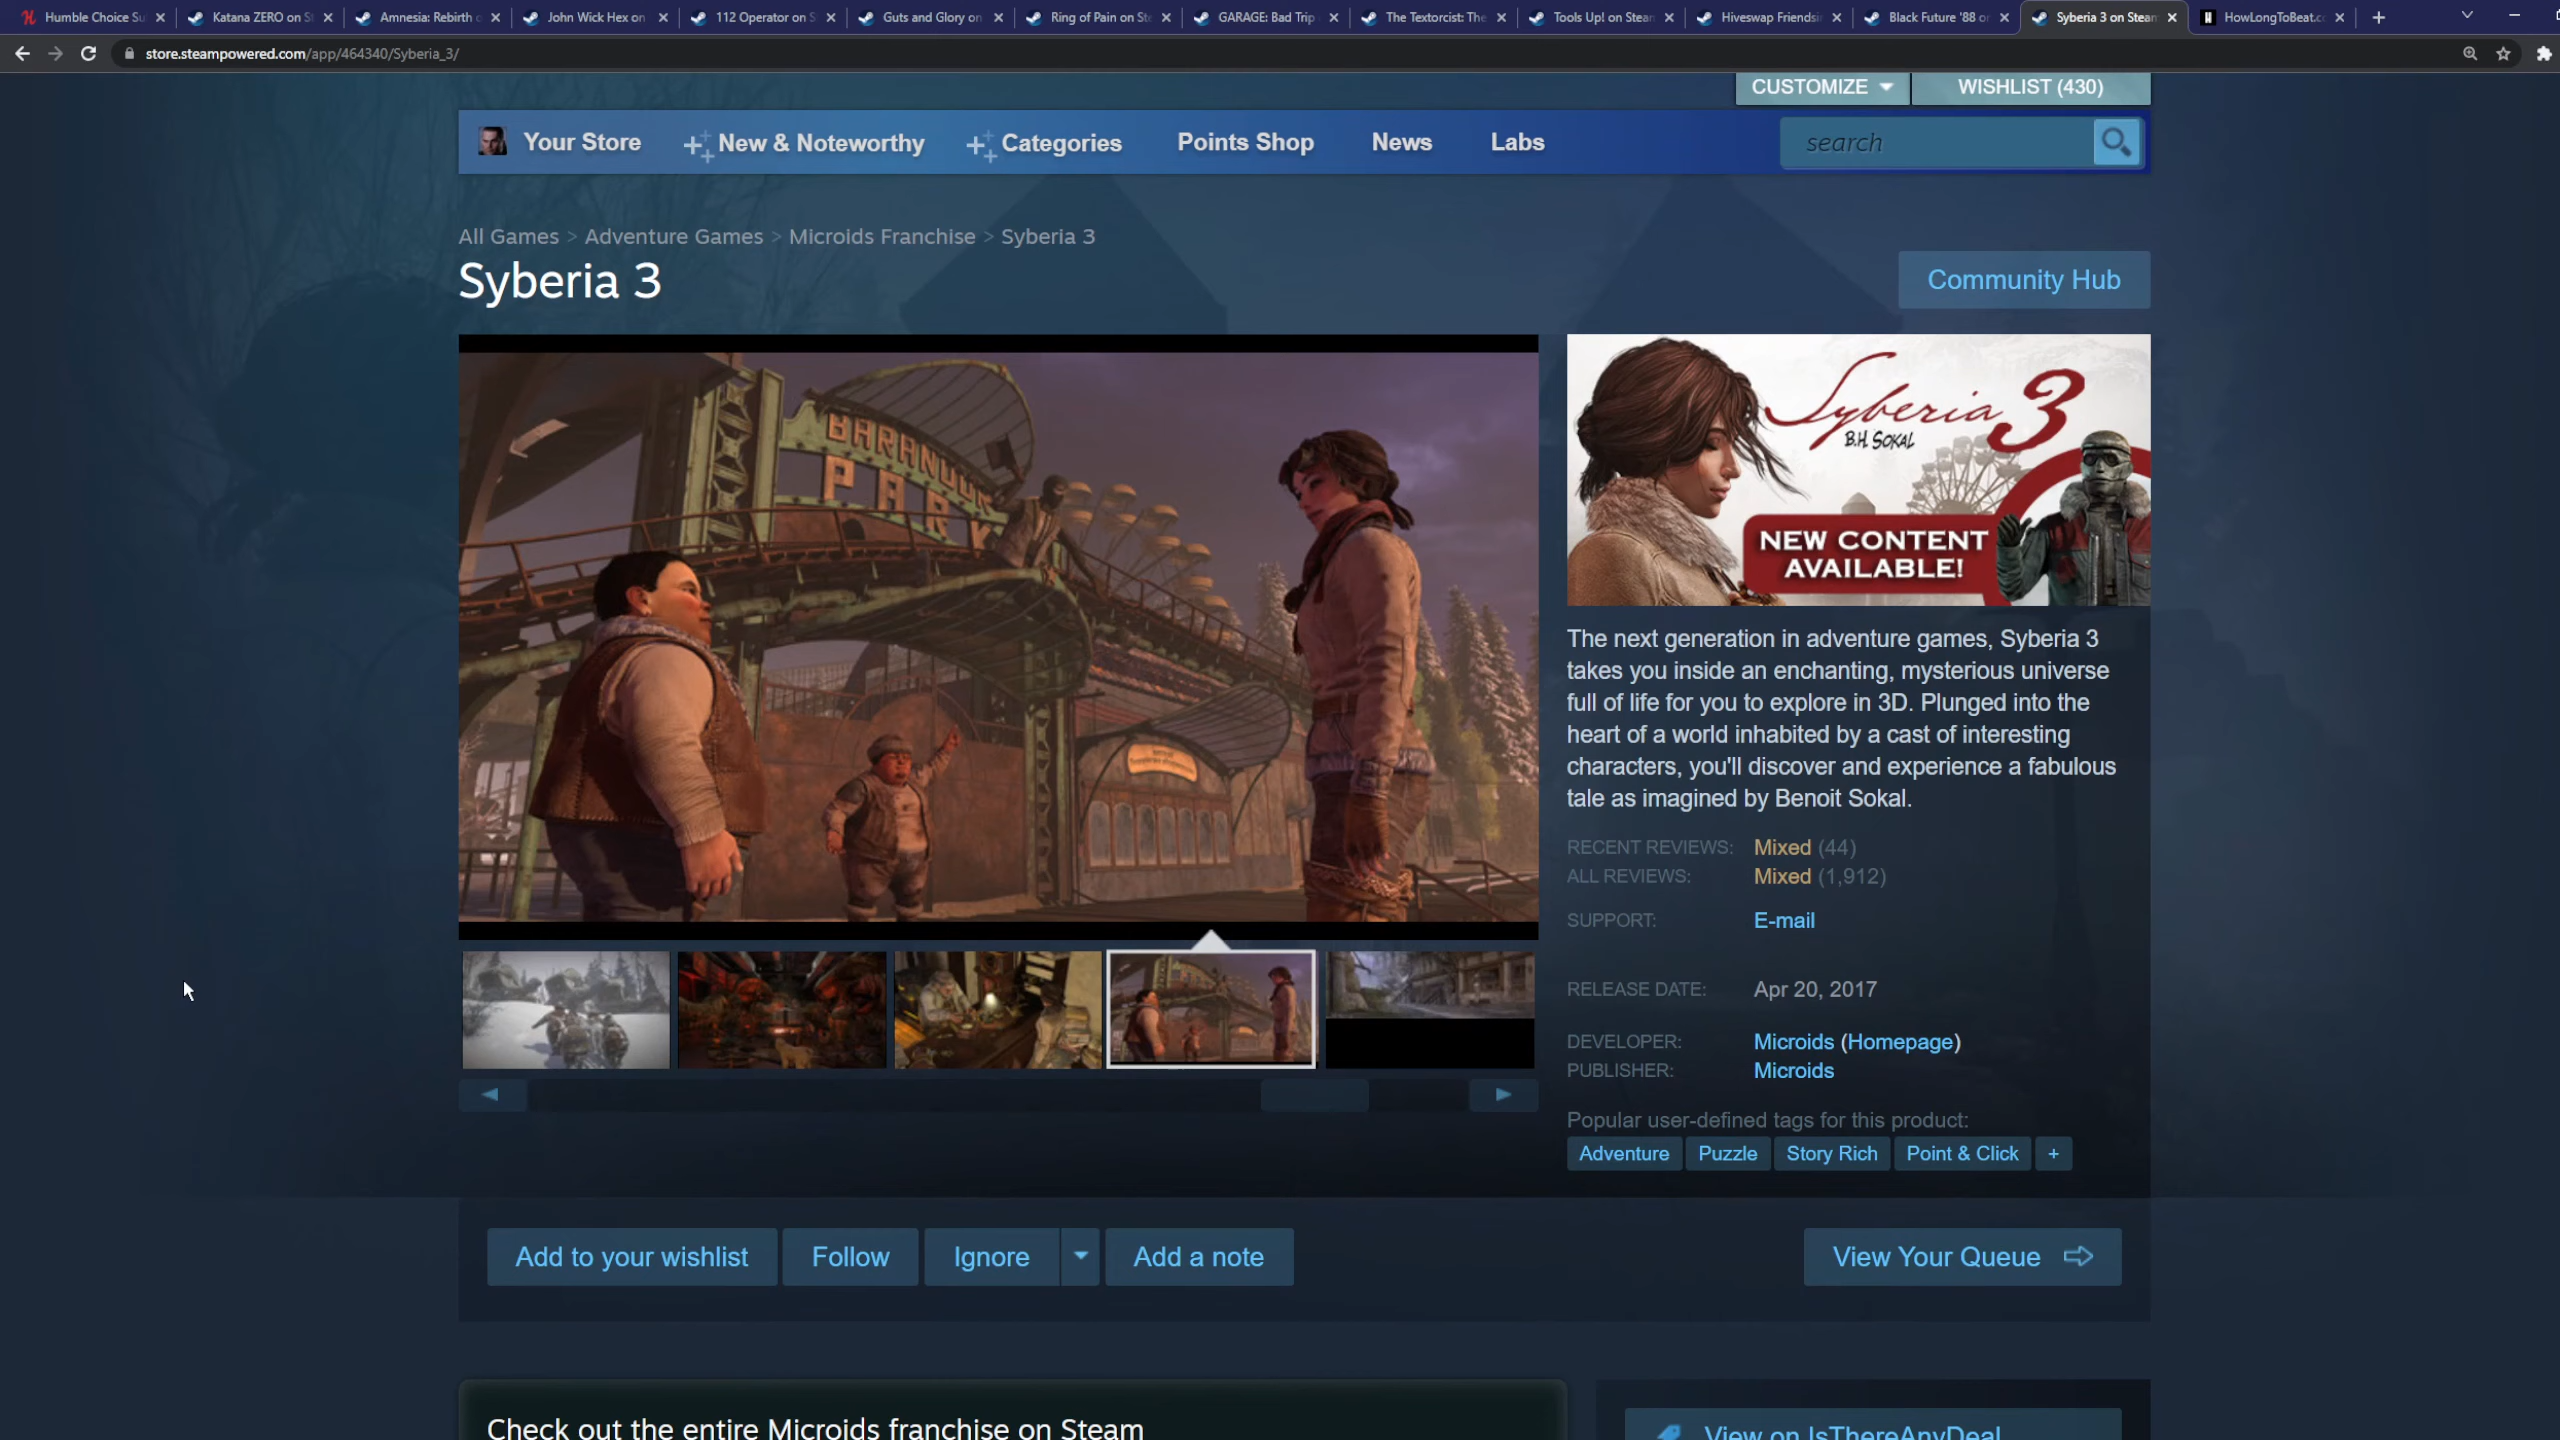 Humble Choice Su
Katana ZERO on S
Amnesia: Rebirth o
John Wick Hex on
112 Operator on S
Guts and Glory on
Ring of Pain on Ste
GARAGE: Bad Trip
The Textorcist: The
Tools Up! on Steam
Hiveswap Friendsi
Black Future '88 on
Syberia 3 on Steam
HowLongToBeat.c
store.steampowered.com/app/464340/Syberia_3/
CUSTOMIZE
WISHLIST (430)
Your Store
New & Noteworthy
Categories
Points Shop
News
Labs
search
All Games > Adventure Games > Microids Franchise > Syberia 3
Syberia 3
Community Hub
BARANOUR
PARK
Syberia 3
B.H. SOKAL
NEW CONTENT
AVAILABLE!
The next generation in adventure games, Syberia 3
takes you inside an enchanting, mysterious universe
full of life for you to explore in 3D. Plunged into the
heart of a world inhabited by a cast of interesting
characters, you'll discover and experience a fabulous
tale as imagined by Benoit Sokal.
RECENT REVIEWS: Mixed (44)
ALL REVIEWS: Mixed (1,912)
SUPPORT: E-mail
RELEASE DATE: Apr 20, 2017
DEVELOPER: Microids (Homepage)
PUBLISHER: Microids
Popular user-defined tags for this product:
Adventure Puzzle Story Rich Point & Click +
Add to your wishlist
Follow
Ignore
Add a note
View Your Queue
Check out the entire Microids franchise on Steam
View on IsThereAnyDeal